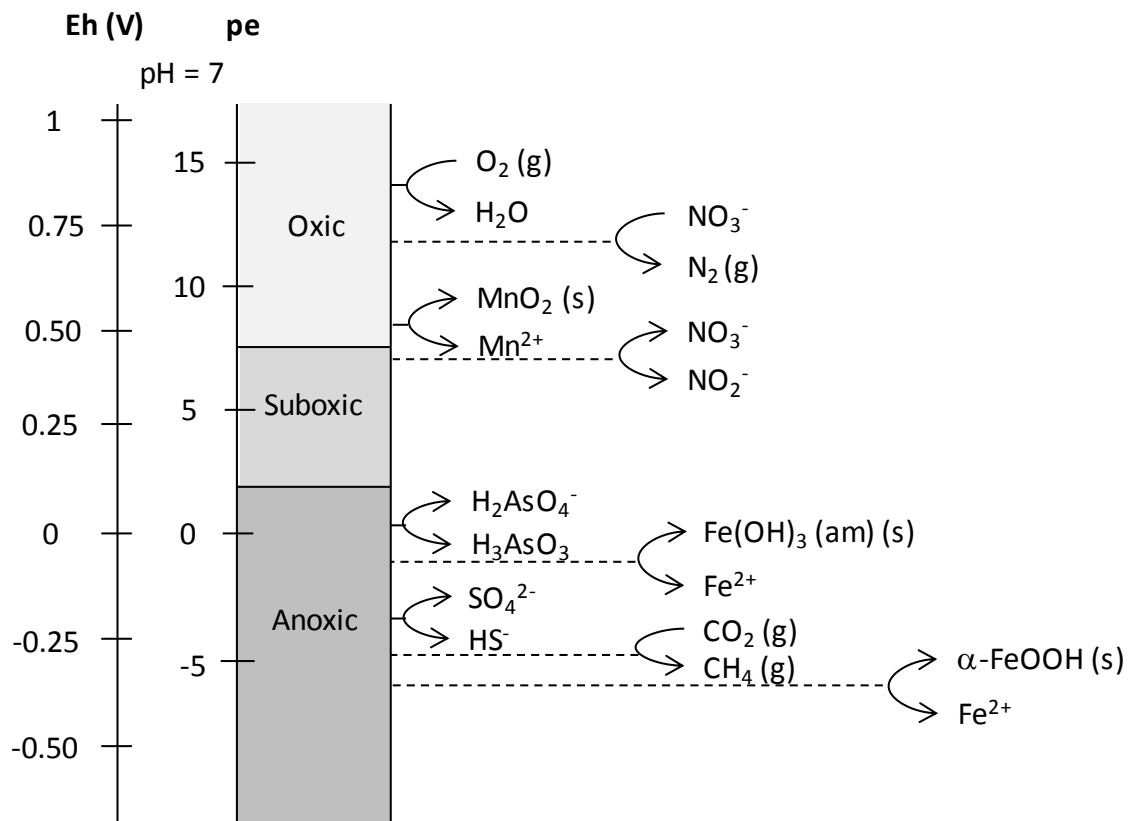 Eh (V) pe
pH = 7
1
15
O₂ (g)
H₂O
NO₃⁻
0.75
Oxic
N₂ (g)
10
MnO₂ (s)
0.50
NO₃⁻
Mn²⁺
NO₂⁻
5
Suboxic
0.25
H₂AsO₄⁻
0
0
Fe(OH)₃ (am) (s)
H₃AsO₃
Fe²⁺
SO₄²⁻
Anoxic
-0.25
HS⁻
CO₂ (g)
-5
CH₄ (g)
α-FeOOH (s)
Fe²⁺
-0.50